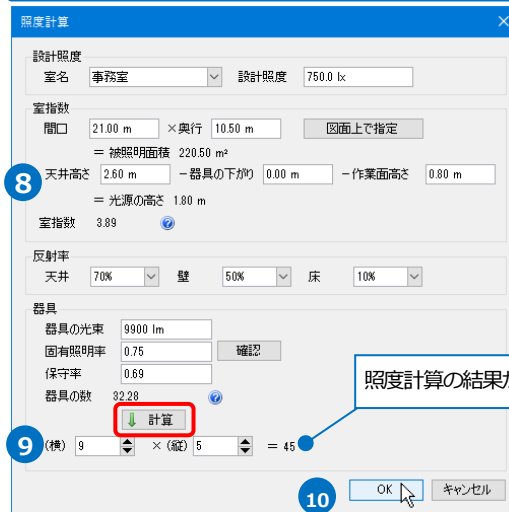 照度計算
設計照度
室名 事務室 設計照度 750.0 lx
室指数
間口 21.00 m ×奥行 10.50 m 図面上で指定
= 被照明面積 220.50 m²
8 天井高さ 2.60 m －器具の下がり 0.00 m －作業面高さ 0.80 m
= 光源の高さ 1.80 m
室指数 3.89 ?
反射率
天井 70% 壁 50% 床 10%
器具
器具の光束 9900 lm
固有照明率 0.75 確認
保守率 0.69
照度計算の結果が
器具の数 32.28 ?
計算
9 (横) 9 × (縦) 5 = 45
10 OK キャンセル